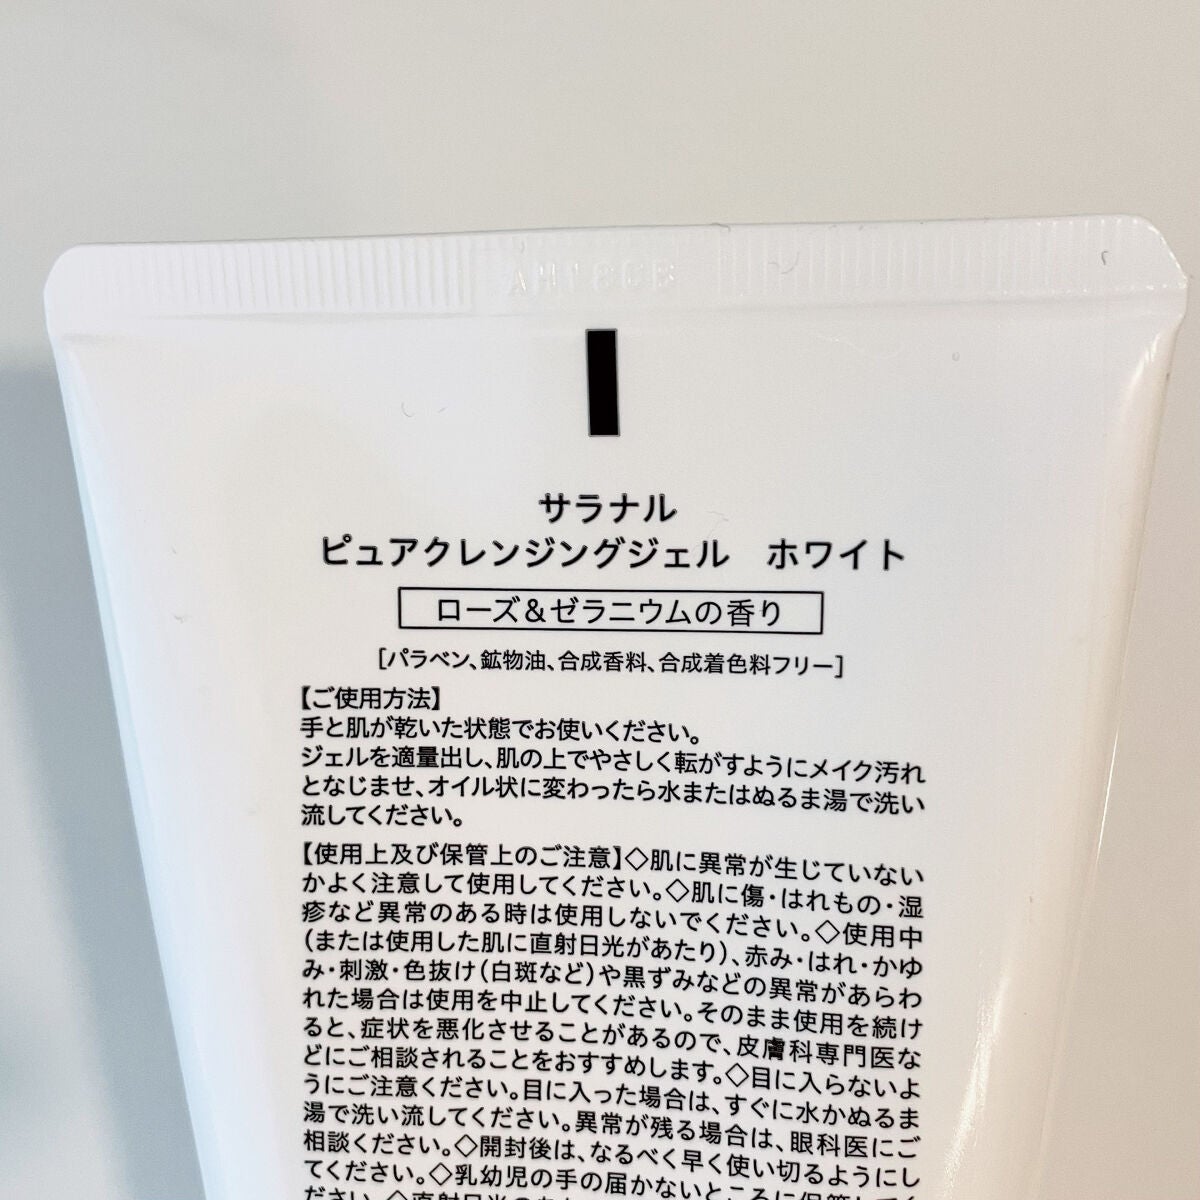 サラナル
ピュアクレンジングジェル ホワイト
ローズ&ゼラニウムの香り
[パラベン、鉱物油、合成香料、合成着色料フリー]
【ご使用方法】
手と肌が乾いた状態でお使いください。
ジェルを適量出し、肌の上でやさしく転がすようにメイク汚れ
となじませ、オイル状に変わったら水またはぬるま湯で洗い
流してください。
【使用上及び保管上のご注意】◇肌に異常が生じていない
かよく注意して使用してください。◇肌に傷・はれもの・湿
疹など異常のある時は使用しないでください。◇使用中
(または使用した肌に直射日光があたり)、赤み・はれ・かゆ
み・刺激・色抜け(白斑など)や黒ずみなどの異常があらわ
れた場合は使用を中止してください。そのまま使用を続け
ると、症状を悪化させることがあるので、皮膚科専門医な
どにご相談されることをおすすめします。◇目に入らないよ
うにご注意ください。目に入った場合は、すぐに水かぬるま
湯で洗い流してください。異常が残る場合は、眼科医にご
相談ください。◇開封後は、なるべく早く使い切るようにし
てください。◇乳幼児の手の届かないところに保管してく
ださい。◇直射日光のあ